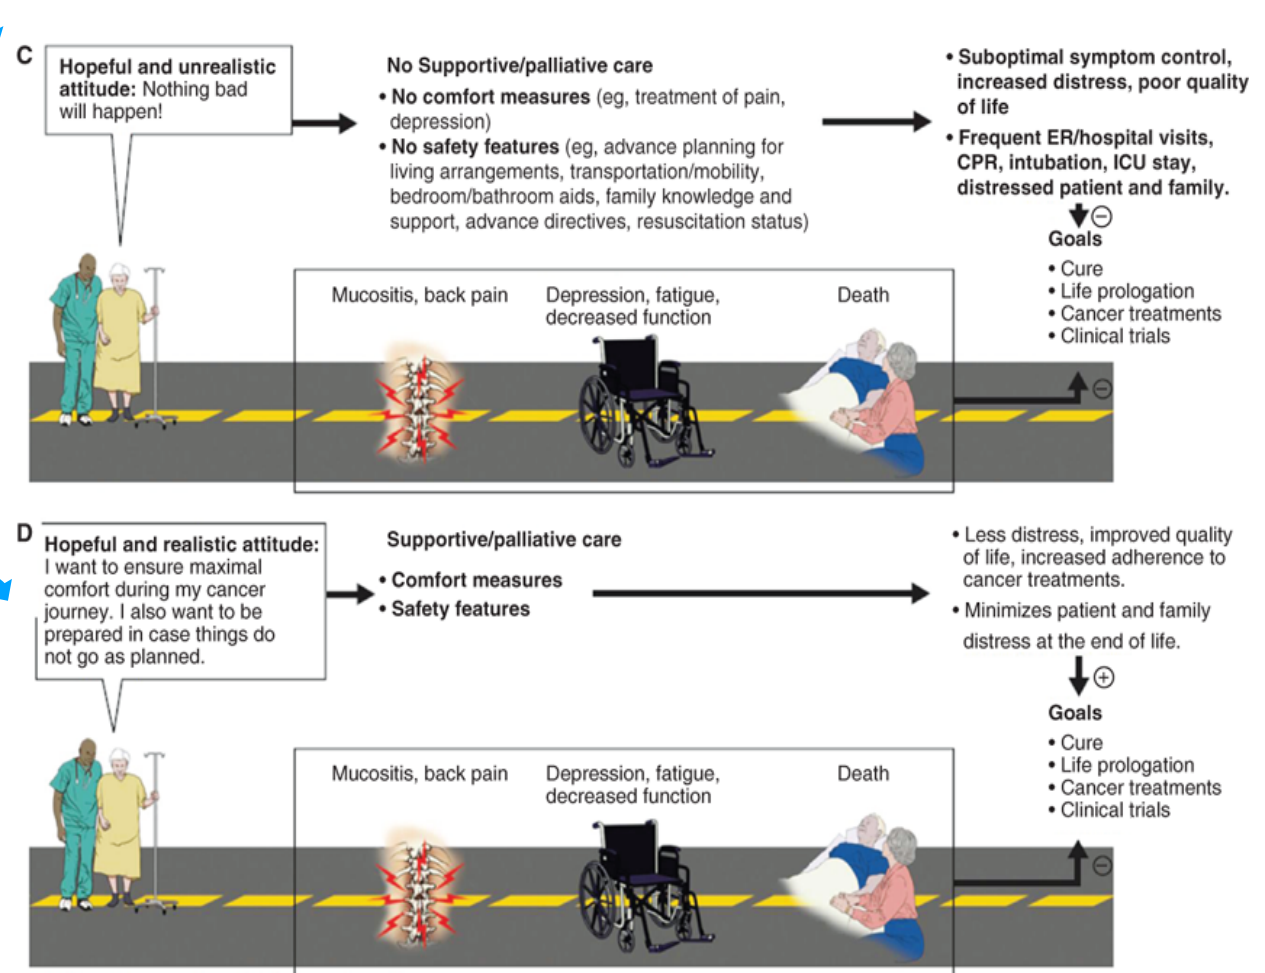 C
Hopeful and unrealistic
attitude: Nothing bad
will happen!
No Supportive/palliative care
• No comfort measures (eg, treatment of pain,
depression)
• No safety features (eg, advance planning for
living arrangements, transportation/mobility,
bedroom/bathroom aids, family knowledge and
support, advance directives, resuscitation status)
• Suboptimal symptom control,
increased distress, poor quality
of life
• Frequent ER/hospital visits,
CPR, intubation, ICU stay,
distressed patient and family.
−
Goals
• Cure
• Life prologation
• Cancer treatments
• Clinical trials
Mucositis, back pain
Depression, fatigue,
decreased function
Death
−
D
Hopeful and realistic attitude:
I want to ensure maximal
comfort during my cancer
journey. I also want to be
prepared in case things do
not go as planned.
Supportive/palliative care
• Comfort measures
• Safety features
• Less distress, improved quality
of life, increased adherence to
cancer treatments.
• Minimizes patient and family
distress at the end of life.
+
Goals
• Cure
• Life prologation
• Cancer treatments
• Clinical trials
Mucositis, back pain
Depression, fatigue,
decreased function
Death
−